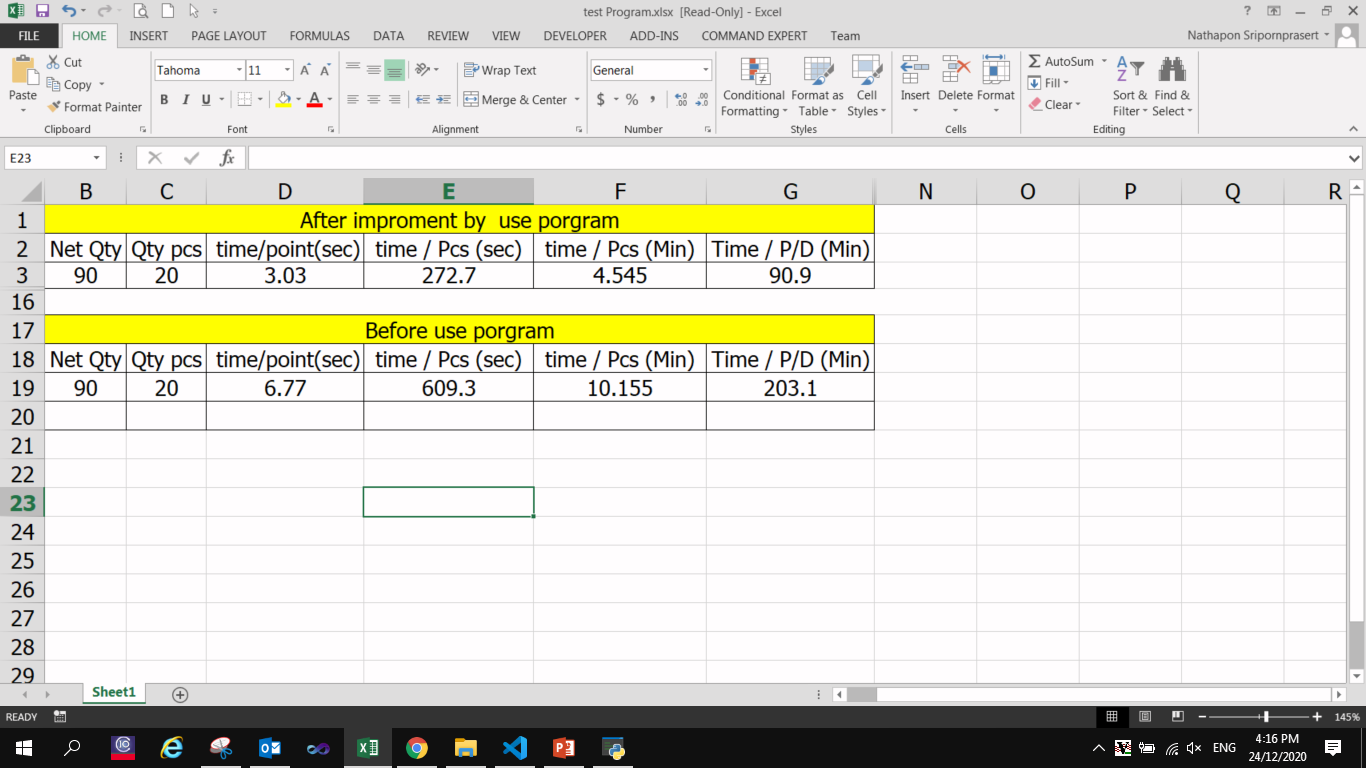 test Program.xlsx [Read-Only] - Excel
FILE HOME INSERT PAGE LAYOUT FORMULAS DATA REVIEW VIEW DEVELOPER ADD-INS COMMAND EXPERT Team Nathapon Sripornprasert
Paste Cut Copy Format Painter Clipboard
Tahoma 11 B I U A Font
Wrap Text Merge & Center Alignment
General $ % , Number
Conditional Formatting Format as Table Cell Styles Styles
Insert Delete Format Cells
AutoSum Fill Clear Sort & Filter Find & Select Editing
E23 fx
B C D E F G N O P Q R
1 After improment by use porgram
2 Net Qty Qty pcs time/point(sec) time / Pcs (sec) time / Pcs (Min) Time / P/D (Min)
3 90 20 3.03 272.7 4.545 90.9
16
17 Before use porgram
18 Net Qty Qty pcs time/point(sec) time / Pcs (sec) time / Pcs (Min) Time / P/D (Min)
19 90 20 6.77 609.3 10.155 203.1
20
21
22
23
24
25
26
27
28
29
Sheet1
READY 145%
ENG 4:16 PM
24/12/2020